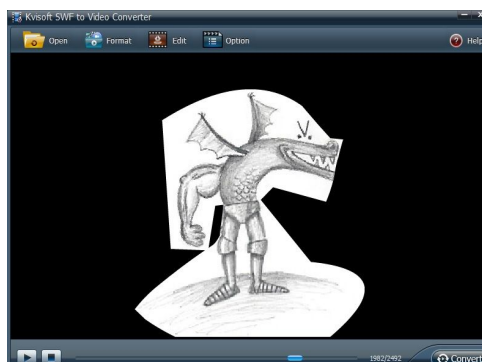 Kvisoft SWF to Video Converter
Open Format Edit Option Help
1982/2492 Convert